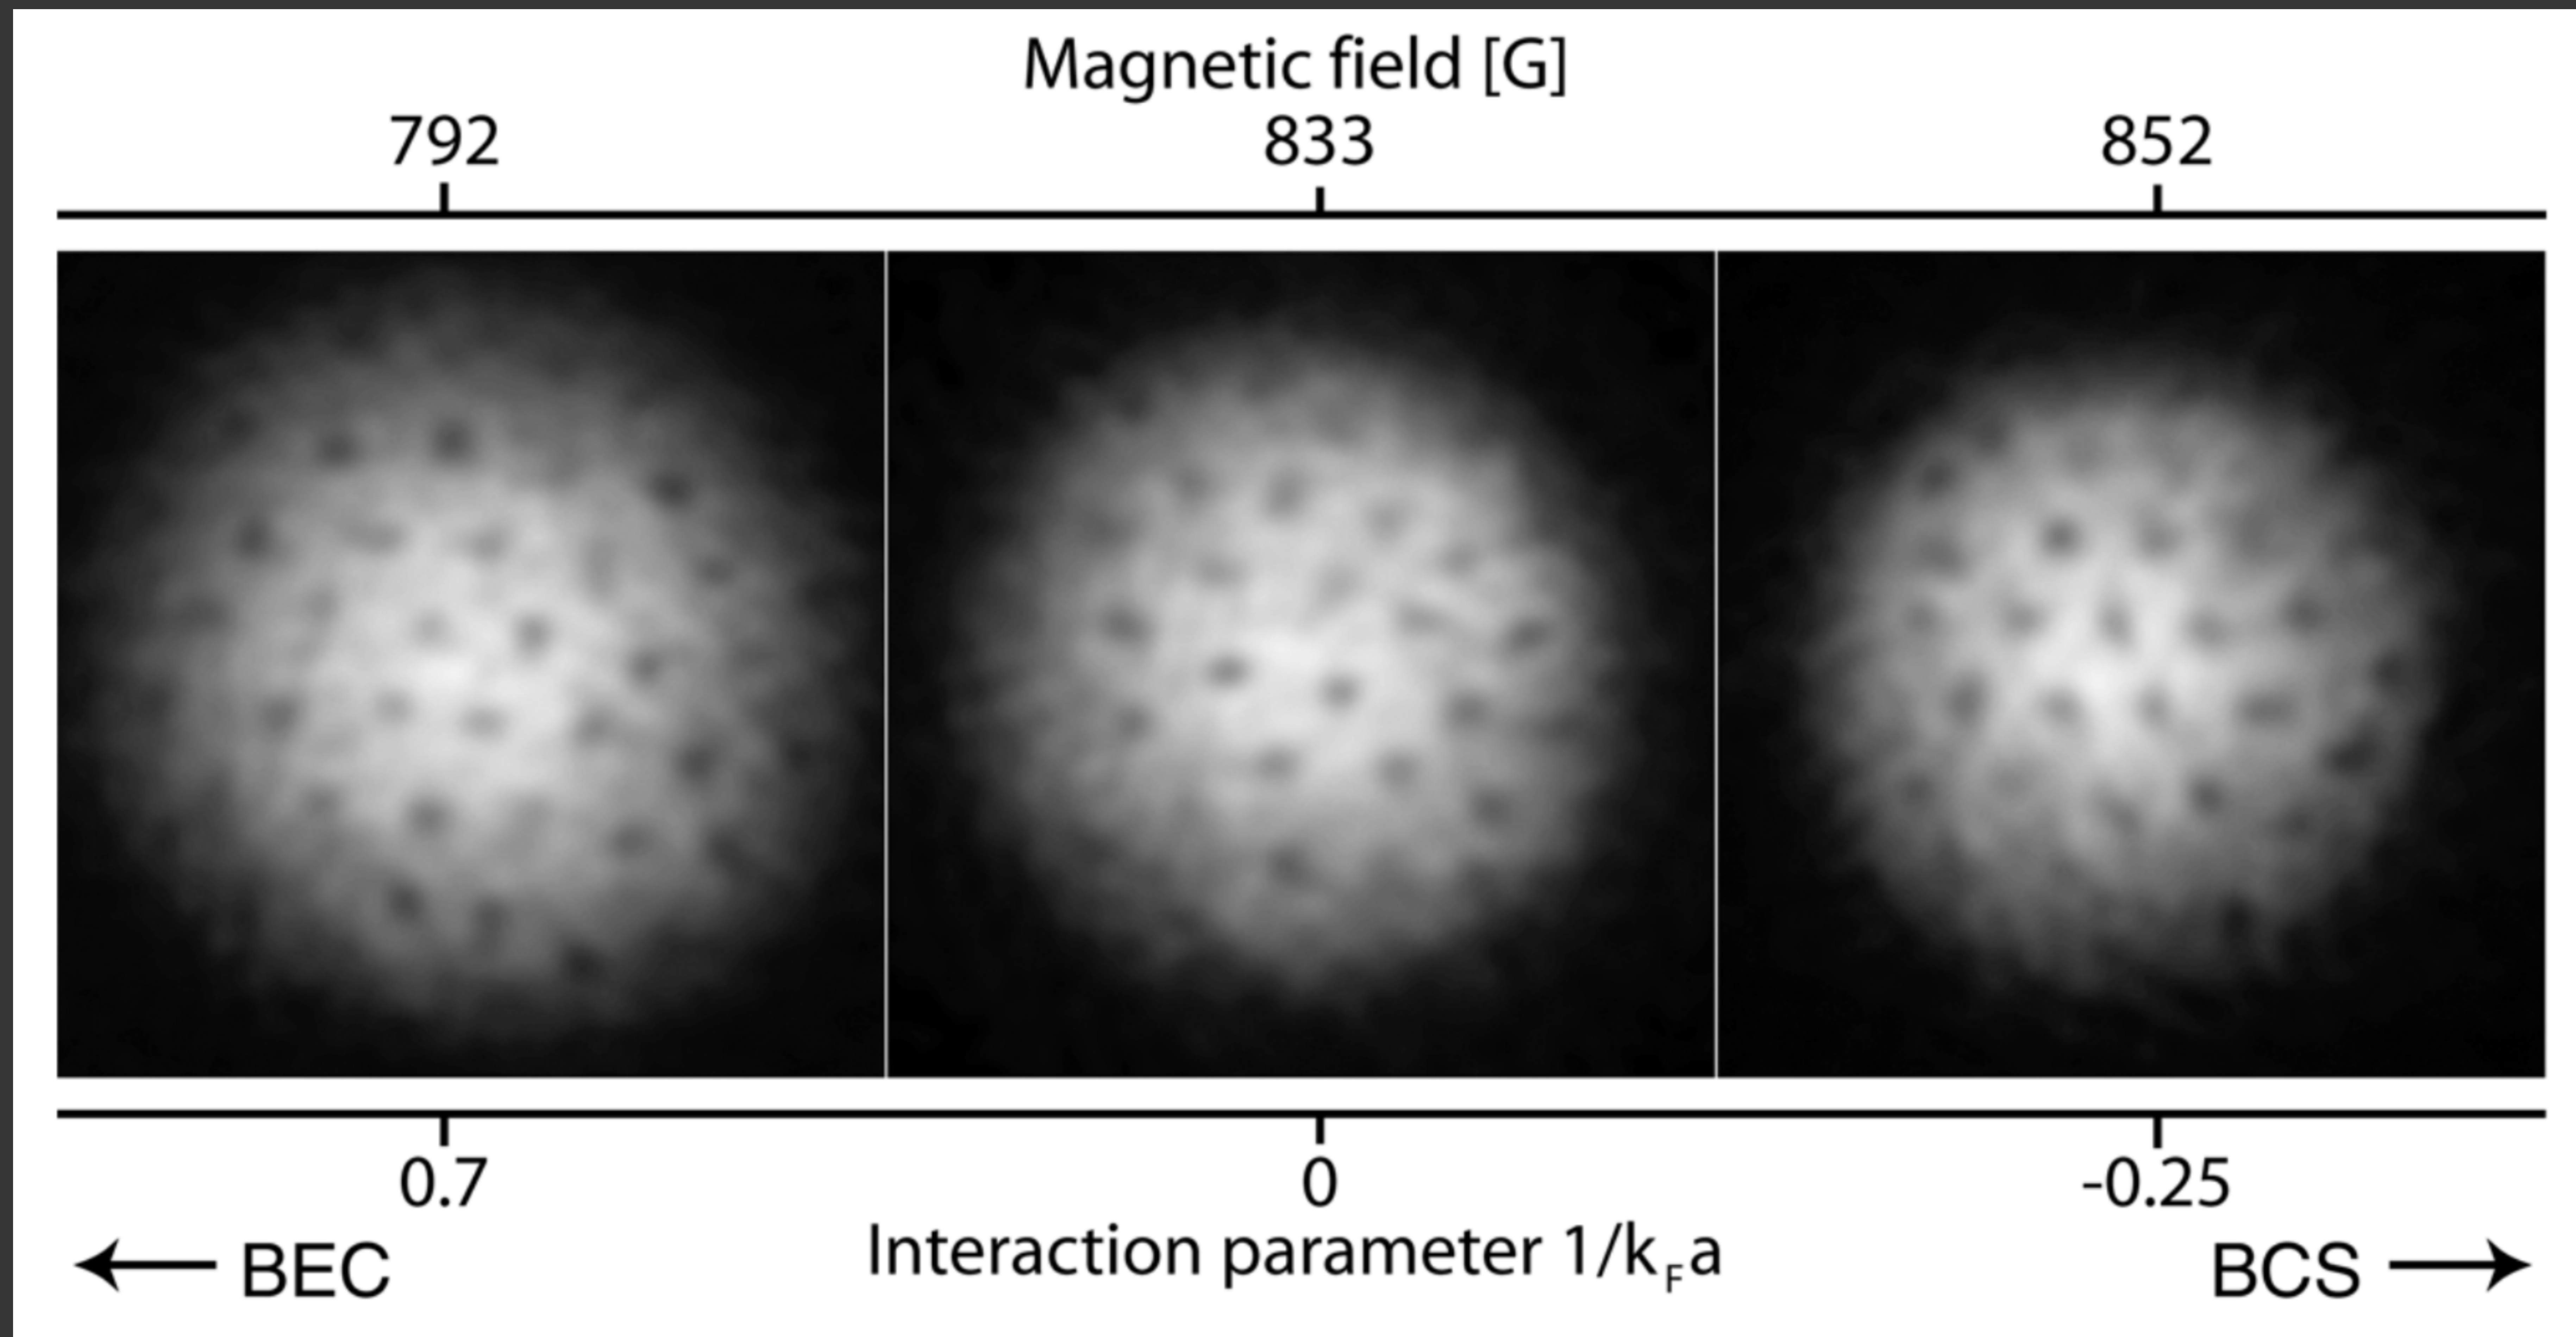 Magnetic field [G]
792 833 852
0.7 0 -0.25
Interaction parameter 1/kFa
BEC BCS